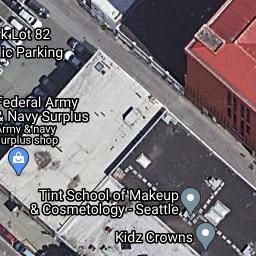 k Lot 82
lic Parking
Federal Army
& Navy Surplus
Army & navy
surplus shop
Tint School of Makeup
& Cosmetology - Seattle
Kidz Crowns